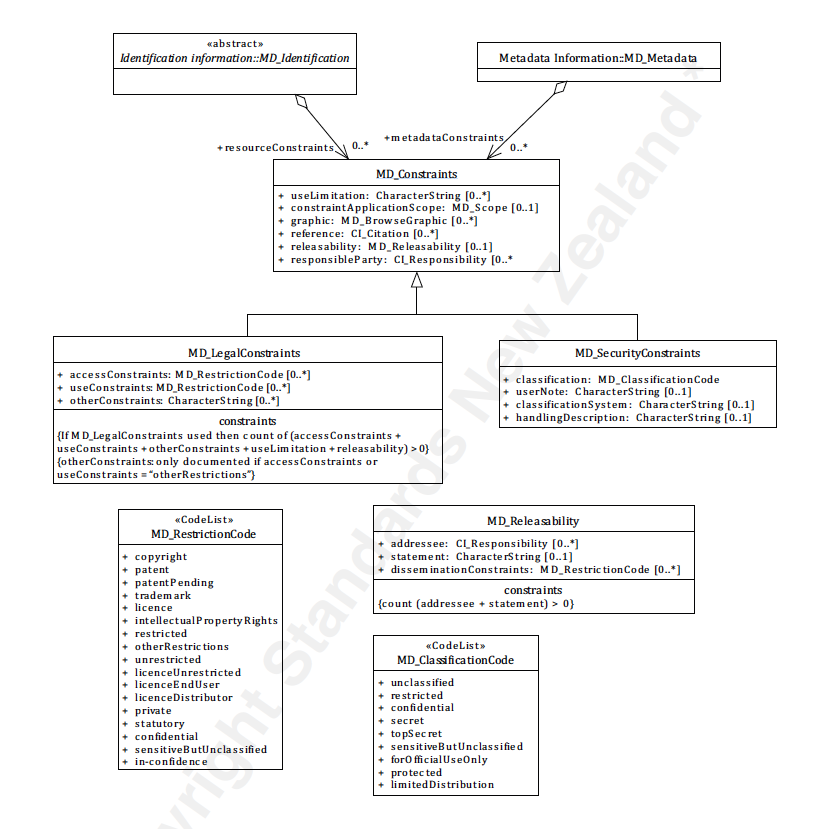 «abstract»
Identification information::MD_Identification
Metadata Information::MD_Metadata
+resourceConstraints
0..*
+metadataConstraints
0..*
MD_Constraints
+ useLimitation: CharacterString [0..*]
+ constraintApplicationScope: MD_Scope [0..1]
+ graphic: MD_BrowseGraphic [0..*]
+ reference: CI_Citation [0..*]
+ releasability: MD_Releasability [0..1]
+ responsibleParty: CI_Responsibility [0..*
MD_LegalConstraints
+ accessConstraints: MD_RestrictionCode [0..*]
+ useConstraints: MD_RestrictionCode [0..*]
+ otherConstraints: CharacterString [0..*]
constraints
{If MD_LegalConstraints used then count of (accessConstraints +
useConstraints + otherConstraints + useLimitation + releasability) > 0}
{otherConstraints: only documented if accessConstraints or
useConstraints = “otherRestrictions”}
MD_SecurityConstraints
+ classification: MD_ClassificationCode
+ userNote: CharacterString [0..1]
+ classificationSystem: CharacterString [0..1]
+ handlingDescription: CharacterString [0..1]
«CodeList»
MD_RestrictionCode
+ copyright
+ patent
+ patentPending
+ trademark
+ licence
+ intellectualPropertyRights
+ restricted
+ otherRestrictions
+ unrestricted
+ licenceUnrestricted
+ licenceEndUser
+ licenceDistributor
+ private
+ statutory
+ confidential
+ sensitiveButUnclassified
+ in-confidence
MD_Releasability
+ addressee: CI_Responsibility [0..*]
+ statement: CharacterString [0..1]
+ disseminationConstraints: MD_RestrictionCode [0..*]
constraints
{count (addressee + statement) > 0}
«CodeList»
MD_ClassificationCode
+ unclassified
+ restricted
+ confidential
+ secret
+ topSecret
+ sensitiveButUnclassified
+ forOfficialUseOnly
+ protected
+ limitedDistribution
yright Standards New Zealand *